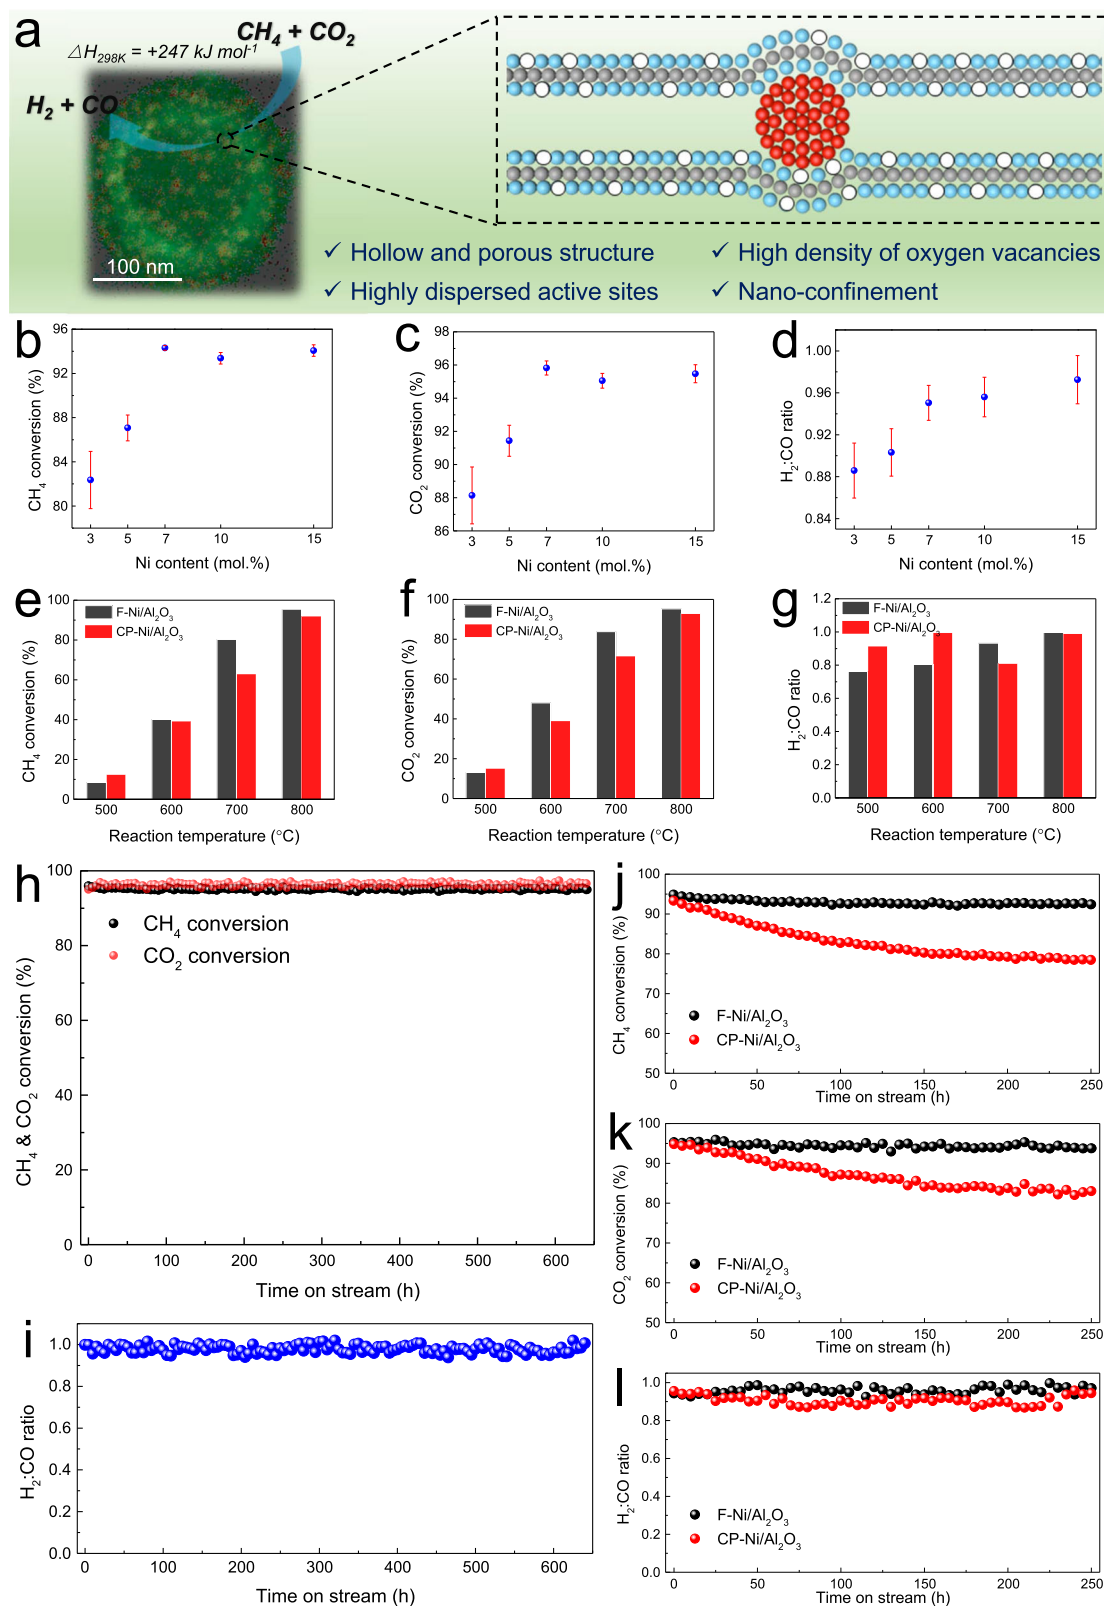 a
△H298K = +247 kJ mol-1
CH4 + CO2
H2 + CO
100 nm
✓ Hollow and porous structure
✓ High density of oxygen vacancies
✓ Highly dispersed active sites
✓ Nano-confinement
b
96
92
88
84
80
3 5 7 10 15
CH4 conversion (%)
Ni content (mol.%)
c
98
96
94
92
90
88
86
3 5 7 10 15
CO2 conversion (%)
Ni content (mol.%)
d
1.00
0.96
0.92
0.88
0.84
3 5 7 10 15
H2:CO ratio
Ni content (mol.%)
e
F-Ni/Al2O3
CP-Ni/Al2O3
100
80
60
40
20
0
500 600 700 800
CH4 conversion (%)
Reaction temperature (°C)
f
F-Ni/Al2O3
CP-Ni/Al2O3
100
80
60
40
20
0
500 600 700 800
CO2 conversion (%)
Reaction temperature (°C)
g
F-Ni/Al2O3
CP-Ni/Al2O3
1.2
1.0
0.8
0.6
0.4
0.2
0.0
500 600 700 800
H2:CO ratio
Reaction temperature (°C)
h
CH4 conversion
CO2 conversion
100
80
60
40
20
0
0 100 200 300 400 500 600
CH4 & CO2 conversion (%)
Time on stream (h)
i
1.0
0.8
0.6
0.4
0.2
0.0
0 100 200 300 400 500 600
H2:CO ratio
Time on stream (h)
j
100
90
80
70
60
50
F-Ni/Al2O3
CP-Ni/Al2O3
0 50 100 150 200 250
CH4 conversion (%)
Time on stream (h)
k
100
90
80
70
60
50
F-Ni/Al2O3
CP-Ni/Al2O3
0 50 100 150 200 250
CO2 conversion (%)
Time on stream (h)
l
1.0
0.8
0.6
0.4
0.2
0.0
F-Ni/Al2O3
CP-Ni/Al2O3
0 50 100 150 200 250
H2:CO ratio
Time on stream (h)